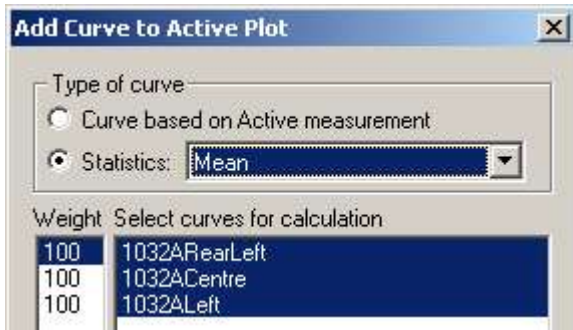 Add Curve to Active Plot
Type of curve
Curve based on Active measurement
Statistics: Mean
Weight Select curves for calculation
100 1032ARearLeft
100 1032ACentre
100 1032ALeft